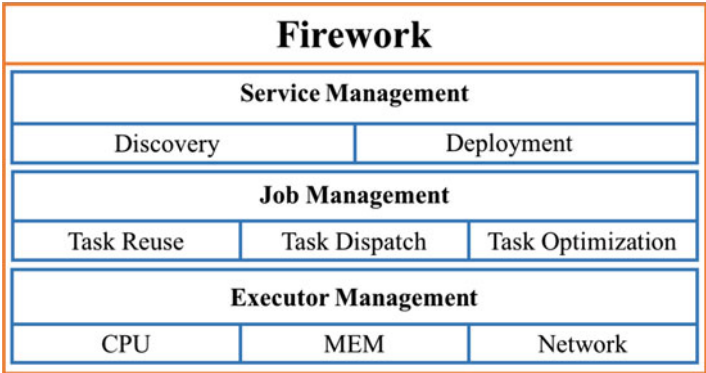 Firework
Service Management
Discovery Deployment
Job Management
Task Reuse Task Dispatch Task Optimization
Executor Management
CPU MEM Network